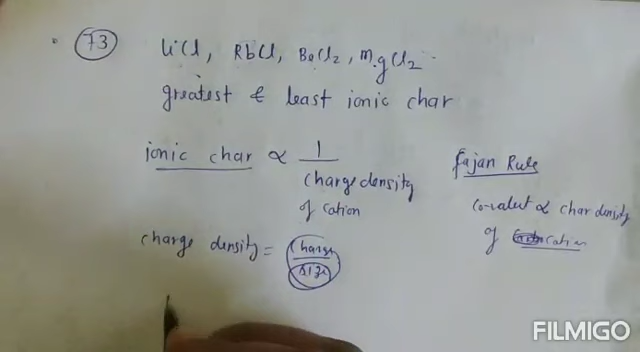 73 LiCl, RbCl, BeCl2, MgCl2
greatest & least ionic char
ionic char ∝ 1 / charge density of cation
Fajan Rule
covalent ∝ char density
of cation
charge density = charge / size
FILMIGO